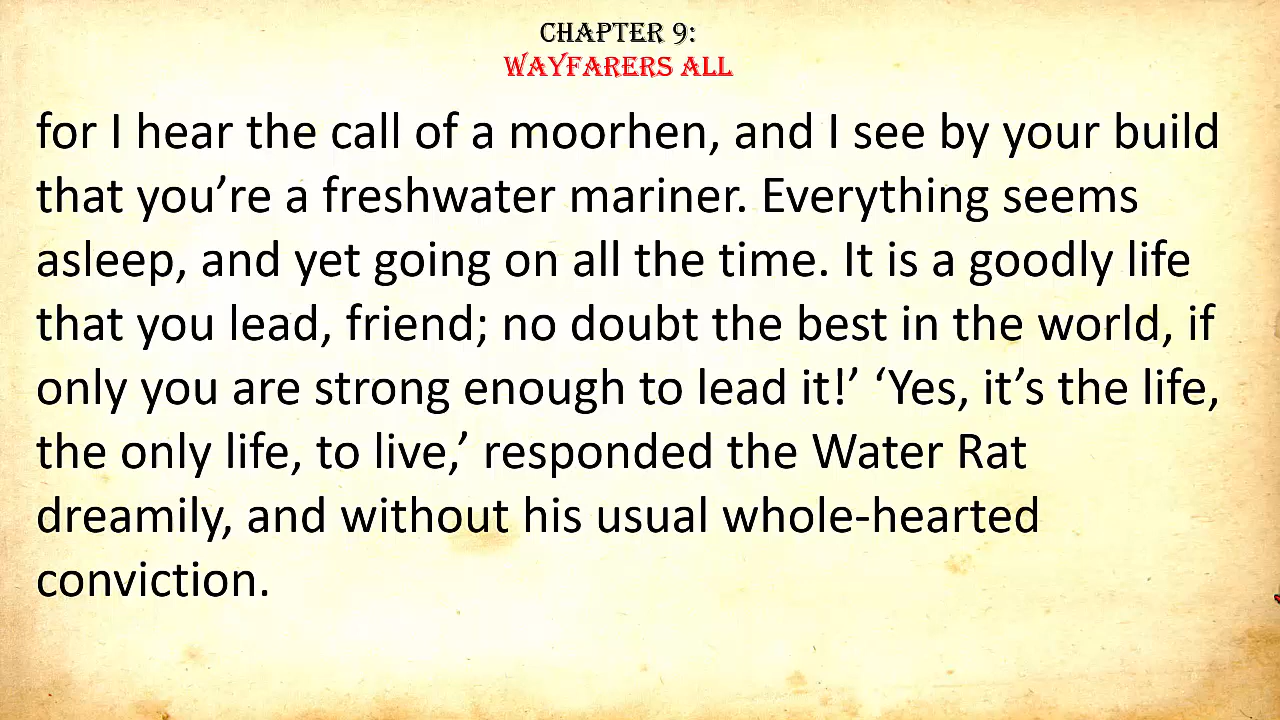 CHAPTER 9:
WAYFARERS ALL
for I hear the call of a moorhen, and I see by your build
that you’re a freshwater mariner. Everything seems
asleep, and yet going on all the time. It is a goodly life
that you lead, friend; no doubt the best in the world, if
only you are strong enough to lead it!’ ‘Yes, it’s the life,
the only life, to live,’ responded the Water Rat
dreamily, and without his usual whole-hearted
conviction.